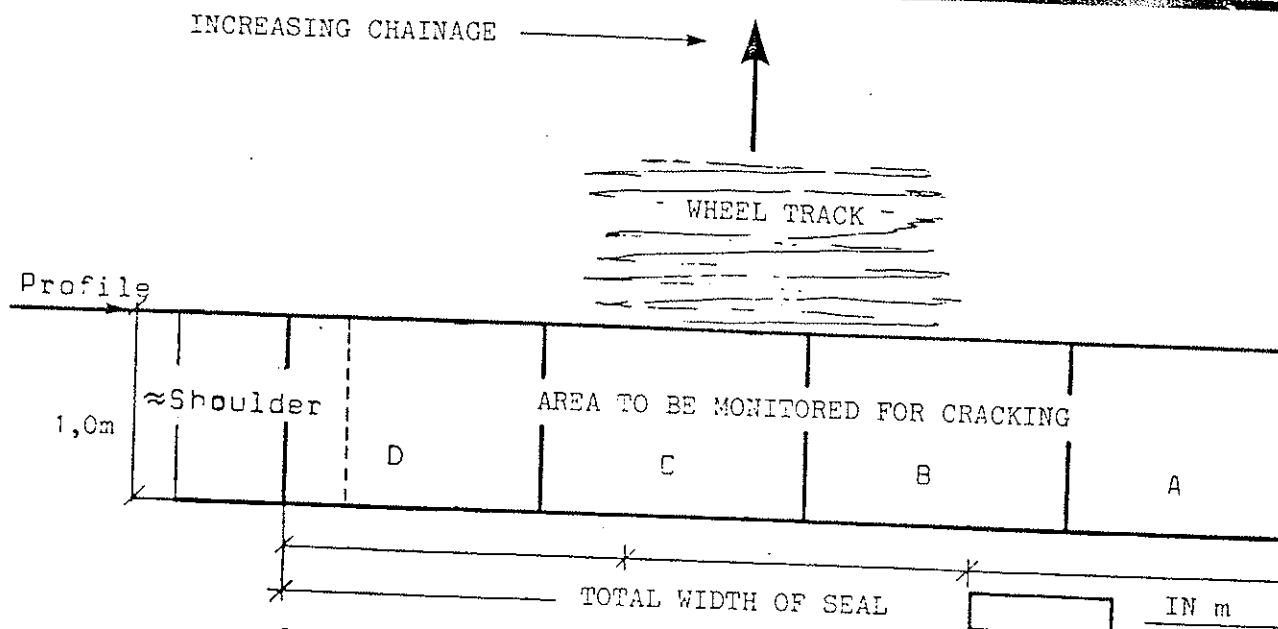 INCREASING CHAINAGE
- WHEEL TRACK -
Profile
≈Shoulder
AREA TO BE MONITORED FOR CRACKING
1,0m
D
C
B
A
TOTAL WIDTH OF SEAL
IN m